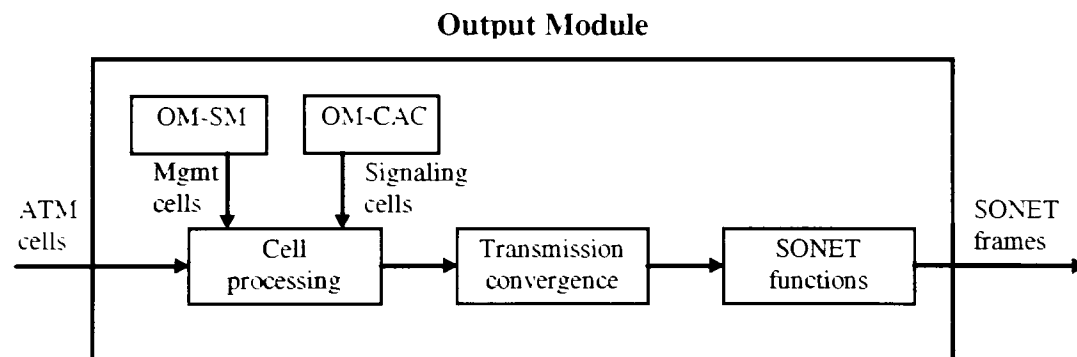 Output Module
OM-SM
OM-CAC
Mgmt
cells
Signaling
cells
ATM
cells
Cell
processing
Transmission
convergence
SONET
functions
SONET
frames